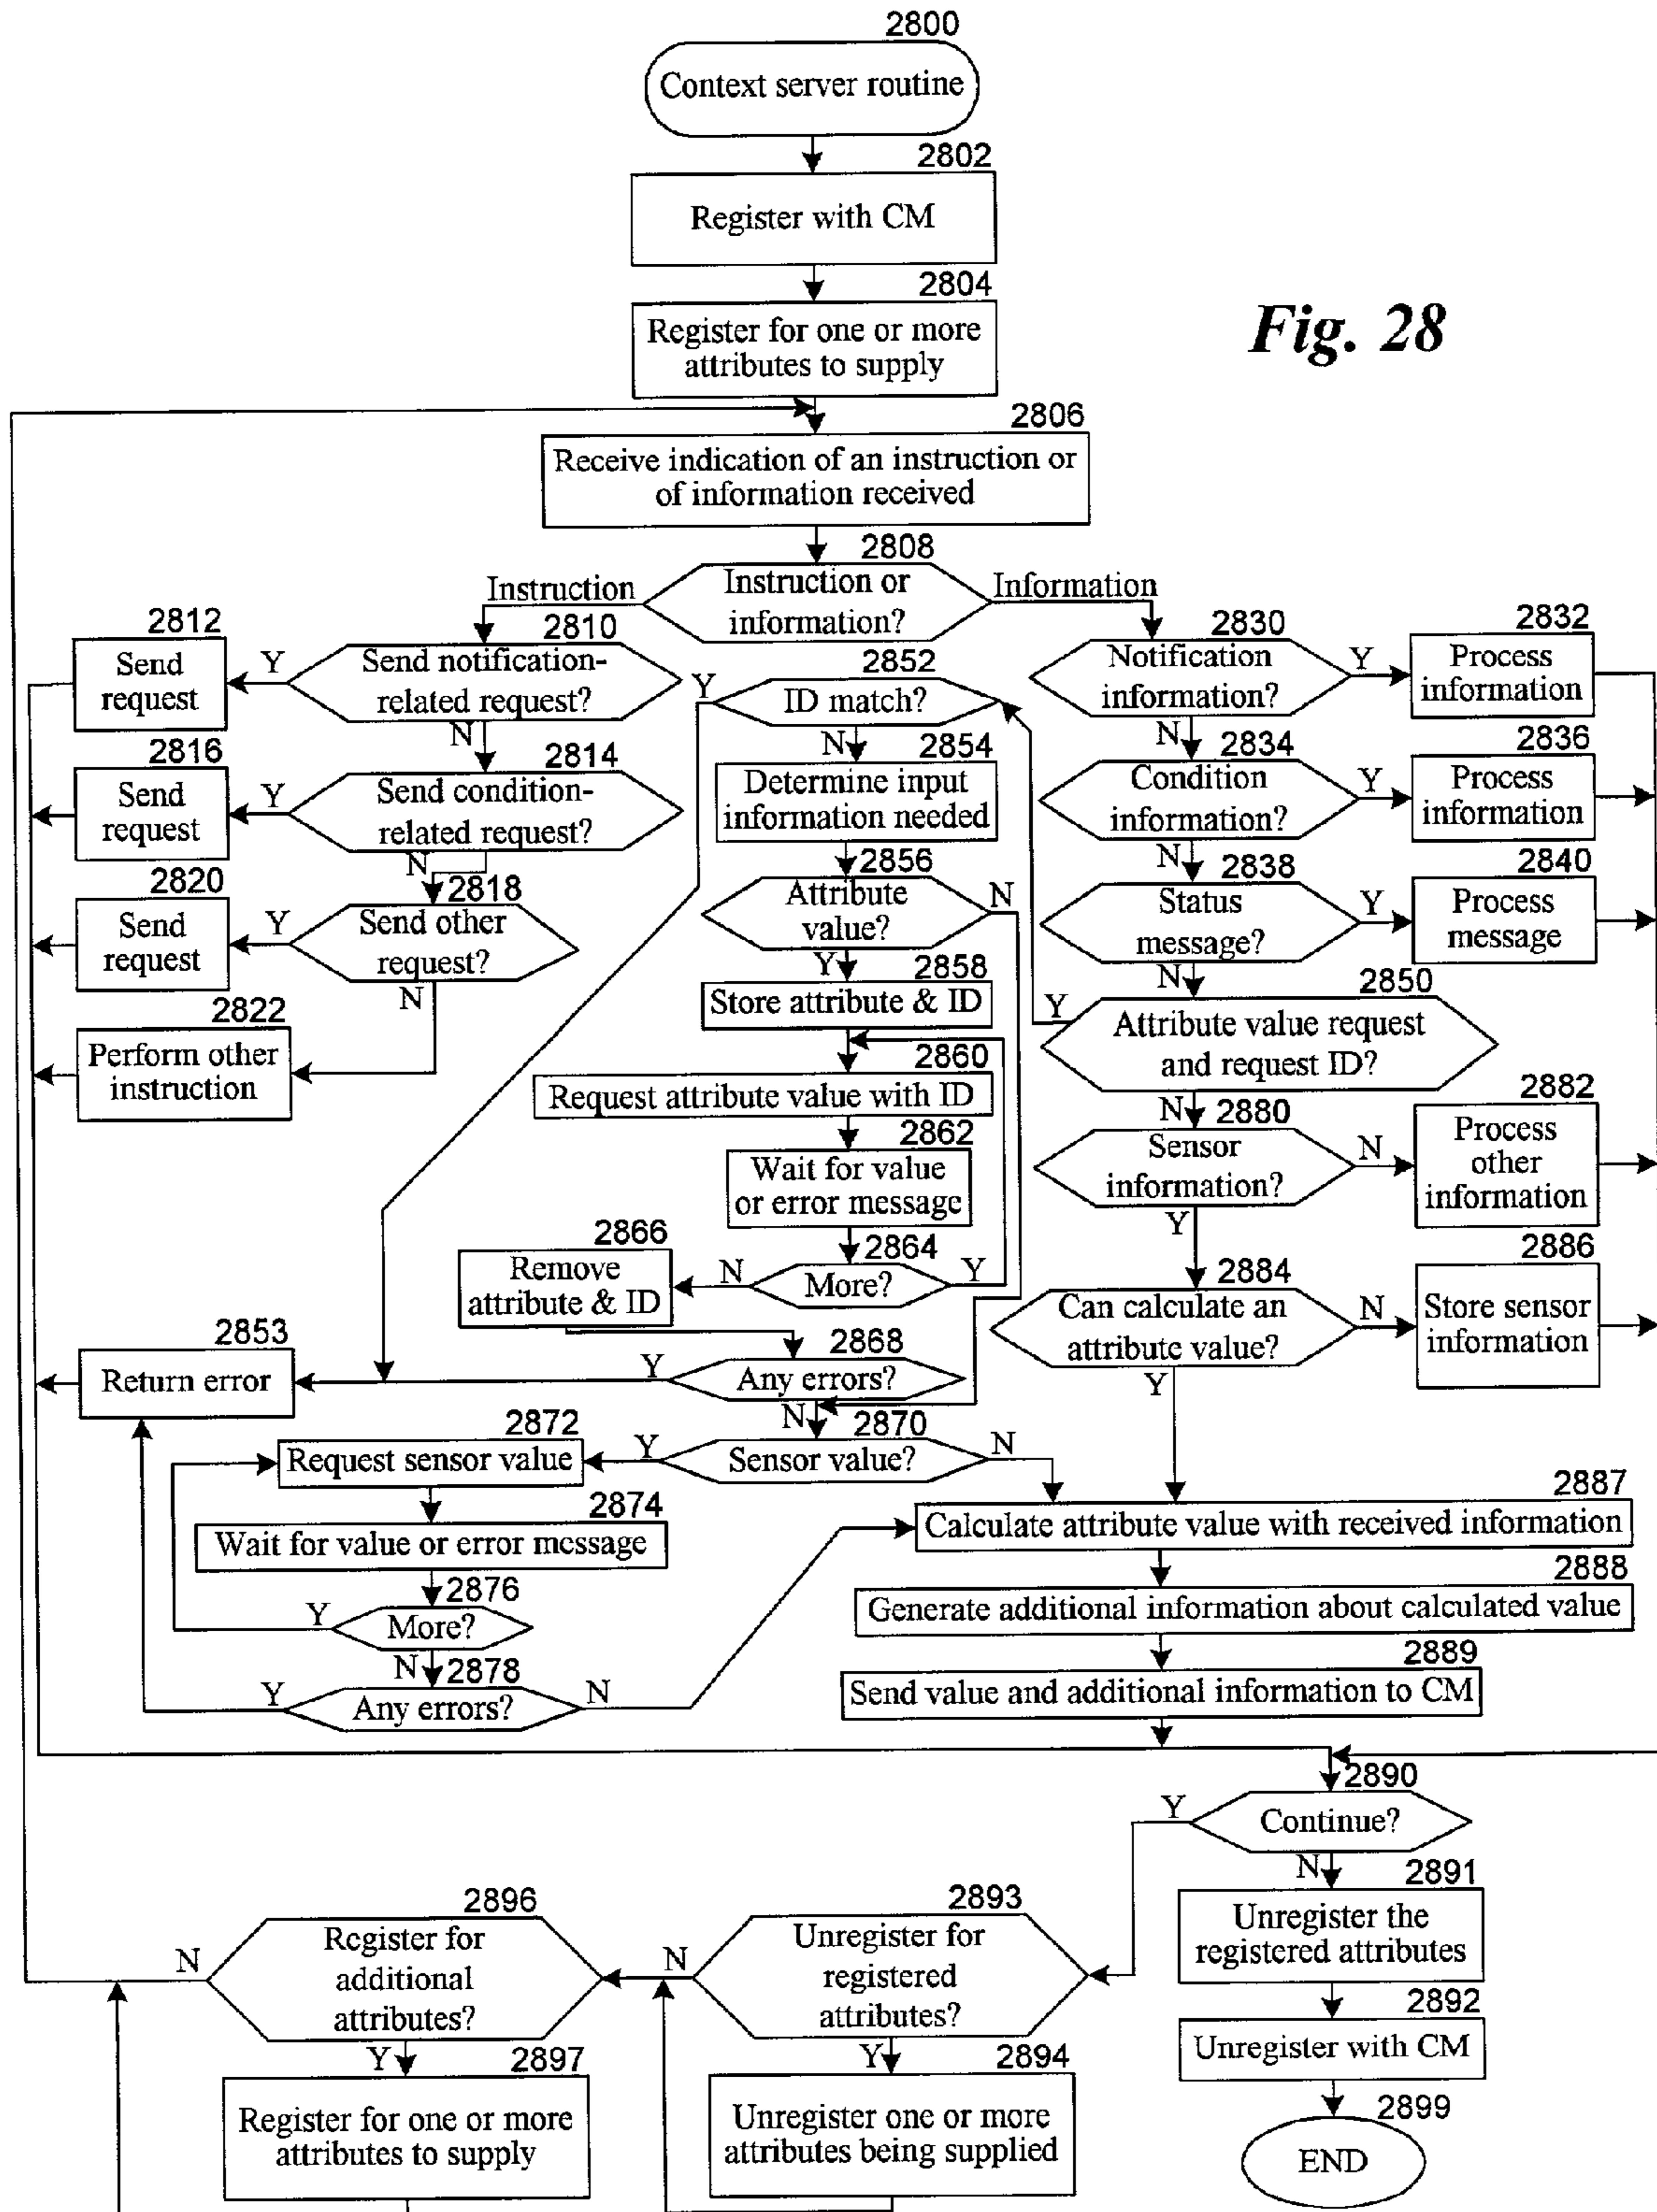 2800
Context server routine
2802
Register with CM
2804
Register for one or more
attributes to supply
Fig. 28
2806
Receive indication of an instruction or
of information received
2808
Instruction or
information?
Instruction
Information
2810
Send notification-
related request?
Y
N
2812
Send
request
2814
Send condition-
related request?
Y
N
2816
Send
request
2818
Send other
request?
Y
N
2820
Send
request
2822
Perform other
instruction
2852
ID match?
Y
N
2854
Determine input
information needed
2856
Attribute
value?
N
Y
2858
Store attribute & ID
2860
Request attribute value with ID
2862
Wait for value
or error message
2864
More?
Y
N
2866
Remove
attribute & ID
2868
Any errors?
Y
N
2853
Return error
2870
Sensor value?
Y
N
2872
Request sensor value
2874
Wait for value or error message
2876
More?
Y
N
2878
Any errors?
Y
N
2830
Notification
information?
Y
N
2832
Process
information
2834
Condition
information?
Y
N
2836
Process
information
2838
Status
message?
Y
N
2840
Process
message
2850
Attribute value request
and request ID?
Y
N
2880
Sensor
information?
N
Y
2882
Process
other
information
2884
Can calculate an
attribute value?
N
Y
2886
Store sensor
information
2887
Calculate attribute value with received information
2888
Generate additional information about calculated value
2889
Send value and additional information to CM
2890
Continue?
Y
N
2891
Unregister the
registered attributes
2892
Unregister with CM
2899
END
2893
Unregister for
registered
attributes?
N
Y
2894
Unregister one or more
attributes being supplied
2896
Register for
additional
attributes?
N
Y
2897
Register for one or more
attributes to supply